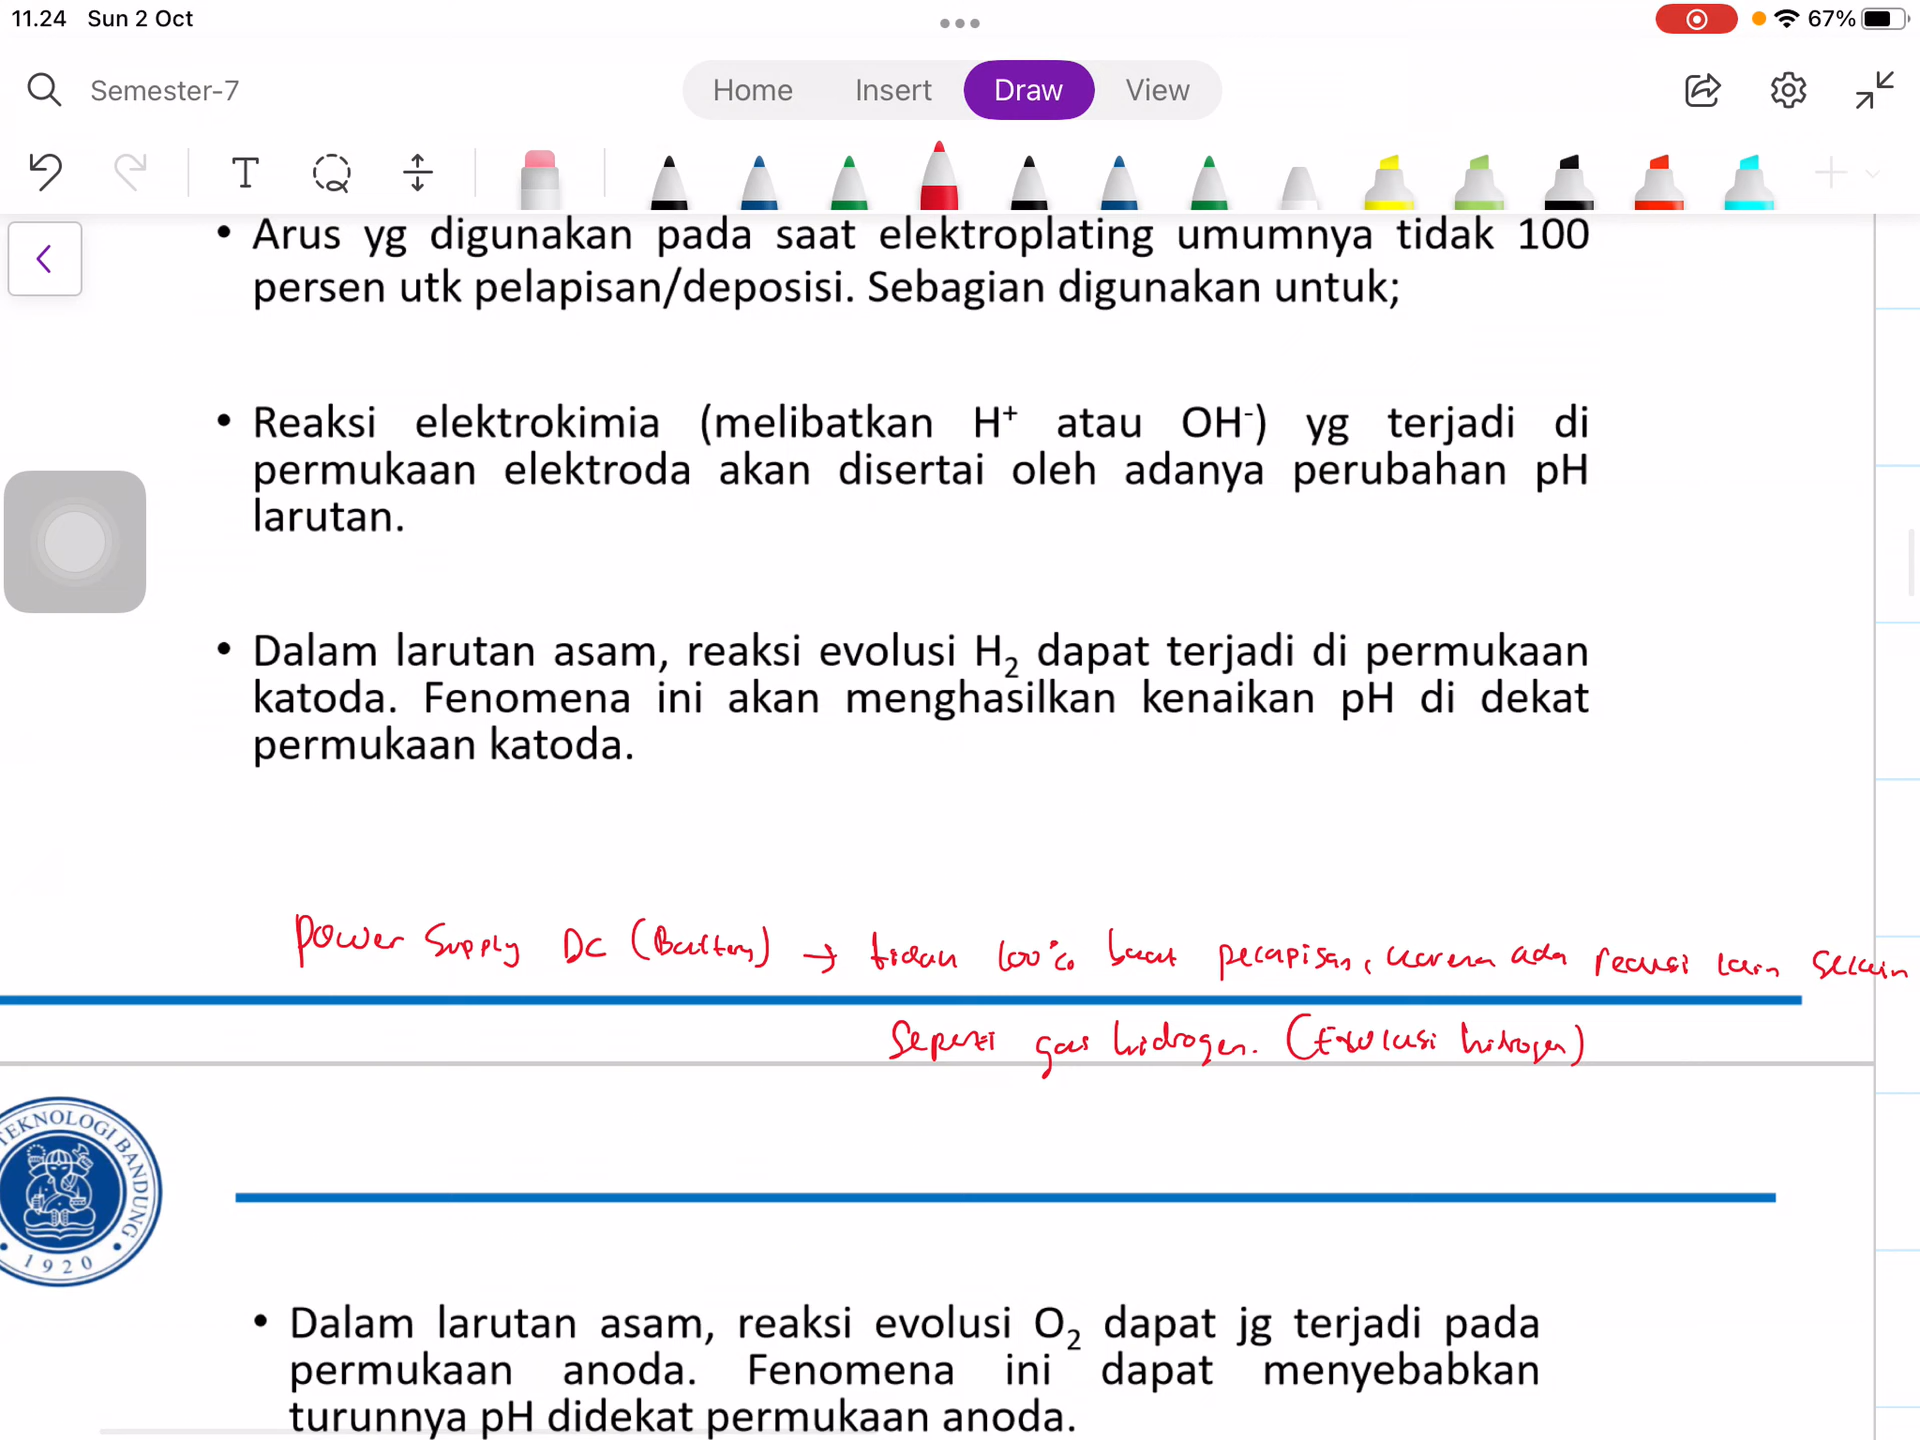 11.24 Sun 2 Oct
67%
Semester-7
Home Insert Draw View
T
• Arus yg digunakan pada saat elektroplating umumnya tidak 100
persen utk pelapisan/deposisi. Sebagian digunakan untuk;
• Reaksi elektrokimia (melibatkan H⁺ atau OH⁻) yg terjadi di
permukaan elektroda akan disertai oleh adanya perubahan pH
larutan.
• Dalam larutan asam, reaksi evolusi H₂ dapat terjadi di permukaan
katoda. Fenomena ini akan menghasilkan kenaikan pH di dekat
permukaan katoda.
Power Supply DC (Battery) → tidak 100% buat pelapisan, karena ada reaksi lain selain
Seperti gas hidrogen. (Evolusi hidrogen)
TEKNOLOGI BANDUNG
1920
• Dalam larutan asam, reaksi evolusi O₂ dapat jg terjadi pada
permukaan anoda. Fenomena ini dapat menyebabkan
turunnya pH didekat permukaan anoda.